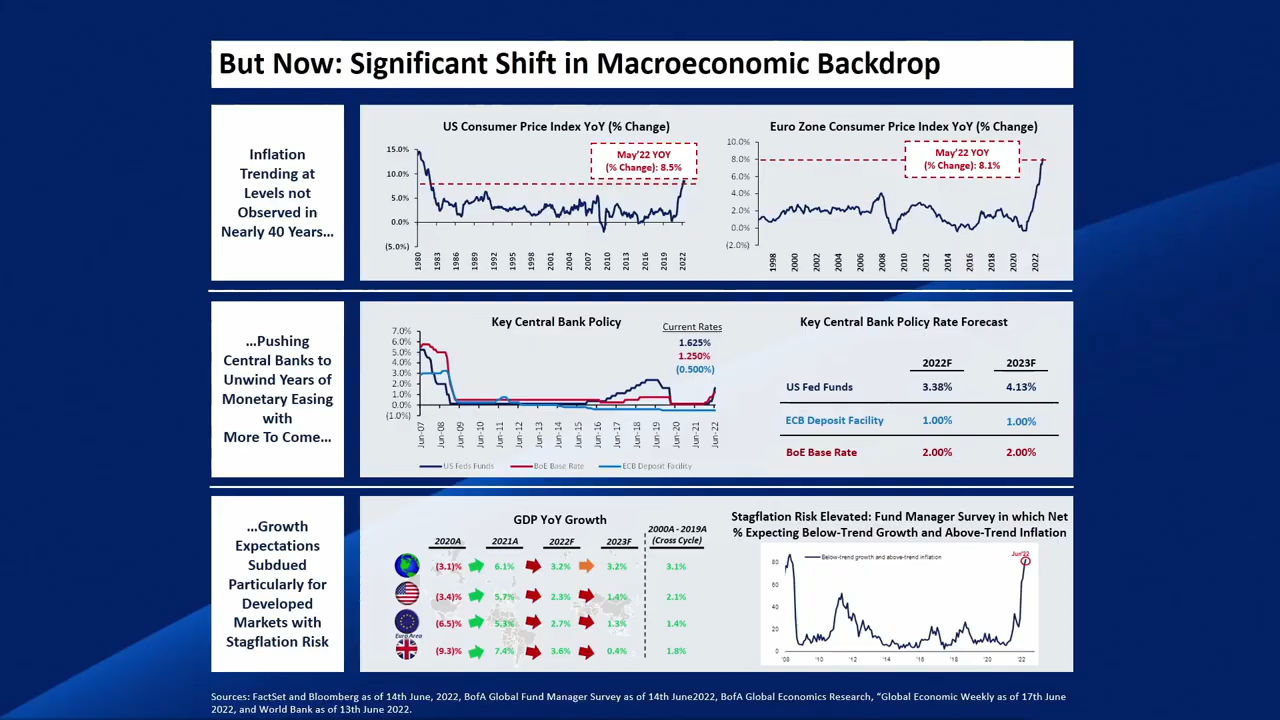 But Now: Significant Shift in Macroeconomic Backdrop
Inflation
Trending at
Levels not
Observed in
Nearly 40 Years...
US Consumer Price Index YoY (% Change)
May'22 YOY
(% Change): 8.5%
15.0%
10.0%
5.0%
0.0%
(5.0%)
1980 1983 1986 1989 1992 1995 1998 2001 2004 2007 2010 2013 2016 2019 2022
Euro Zone Consumer Price Index YoY (% Change)
May'22 YOY
(% Change): 8.1%
10.0%
8.0%
6.0%
4.0%
2.0%
0.0%
(2.0%)
1998 2000 2002 2004 2006 2008 2010 2012 2014 2016 2018 2020 2022
...Pushing
Central Banks to
Unwind Years of
Monetary Easing
with
More To Come...
Key Central Bank Policy
Current Rates
1.625%
1.250%
(0.500%)
7.0%
6.0%
5.0%
4.0%
3.0%
2.0%
1.0%
0.0%
(1.0%)
Jun-07 Jun-08 Jun-09 Jun-10 Jun-11 Jun-12 Jun-13 Jun-14 Jun-15 Jun-16 Jun-17 Jun-18 Jun-19 Jun-20 Jun-21 Jun-22
US Feds Funds BoE Base Rate ECB Deposit Facility
Key Central Bank Policy Rate Forecast
2022F 2023F
US Fed Funds 3.38% 4.13%
ECB Deposit Facility 1.00% 1.00%
BoE Base Rate 2.00% 2.00%
...Growth
Expectations
Subdued
Particularly for
Developed
Markets with
Stagflation Risk
GDP YoY Growth
2020A 2021A 2022F 2023F 2000A - 2019A
(Cross Cycle)
(3.1)% 6.1% 3.2% 3.2% 3.1%
(3.4)% 5.7% 2.3% 1.4% 2.1%
(6.5)% 5.3% 2.7% 1.3% 1.4%
Euro Area
(9.3)% 7.4% 3.6% 0.4% 1.8%
Stagflation Risk Elevated: Fund Manager Survey in which Net
% Expecting Below-Trend Growth and Above-Trend Inflation
Below-trend growth and above-trend inflation
Jun'22
80
60
40
20
0
'08 '10 '12 '14 '16 '18 '20 '22
Sources: FactSet and Bloomberg as of 14th June, 2022, BofA Global Fund Manager Survey as of 14th June2022, BofA Global Economics Research, "Global Economic Weekly as of 17th June
2022, and World Bank as of 13th June 2022.